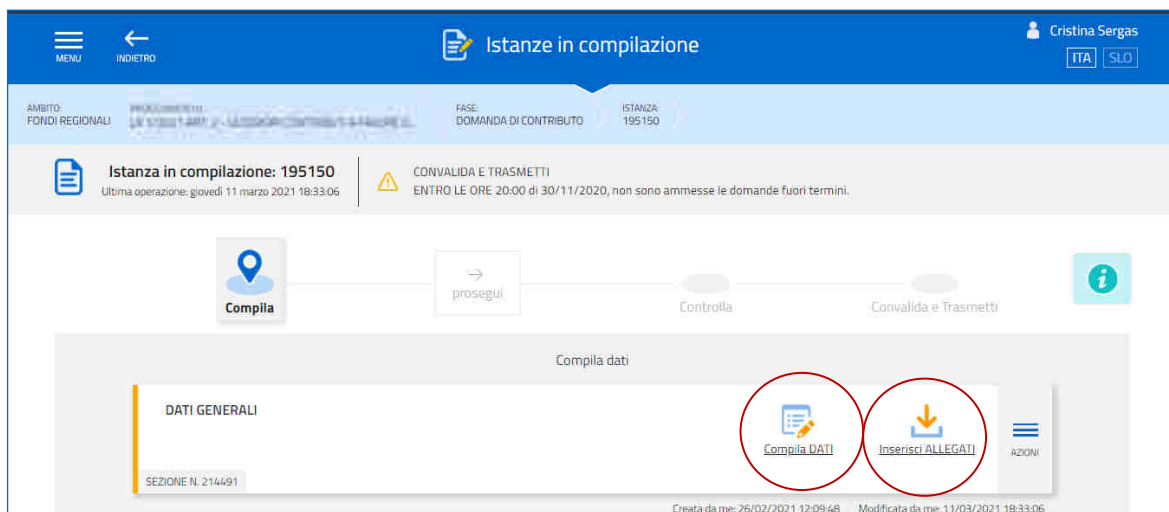 MENU
INDIETRO
Istanze in compilazione
Cristina Sergas
ITA SLO
AMBITO:
FONDI REGIONALI
FASE:
DOMANDA DI CONTRIBUTO
ISTANZA:
195150
Istanza in compilazione: 195150
Ultima operazione: giovedì 11 marzo 2021 18:33:06
CONVALIDA E TRASMETTI
ENTRO LE ORE 20:00 di 30/11/2020, non sono ammesse le domande fuori termini.
Compila
prosegui
Controlla
Convalida e Trasmetti
Compila dati
DATI GENERALI
Compila DATI
Inserisci ALLEGATI
AZIONI
SEZIONE N. 214491
Creata da me: 26/02/2021 12:09:48 Modificata da me: 11/03/2021 18:33:06